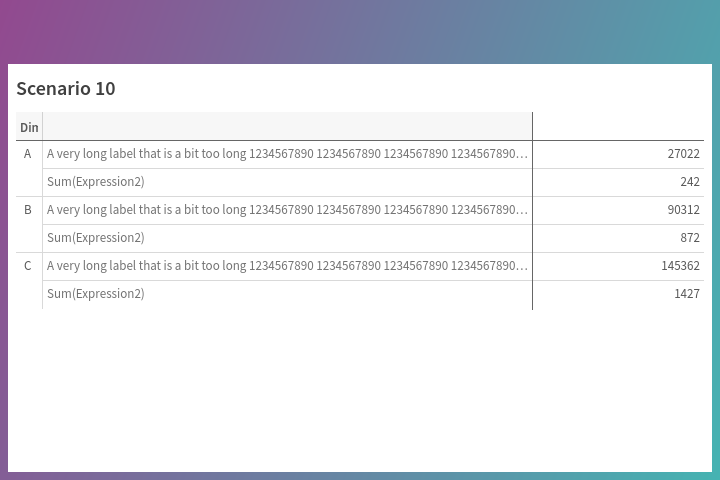 Scenario 10
Din
A A very long label that is a bit too long 1234567890 1234567890 1234567890 1234567890… 27022
Sum(Expression2) 242
B A very long label that is a bit too long 1234567890 1234567890 1234567890 1234567890… 90312
Sum(Expression2) 872
C A very long label that is a bit too long 1234567890 1234567890 1234567890 1234567890… 145362
Sum(Expression2) 1427